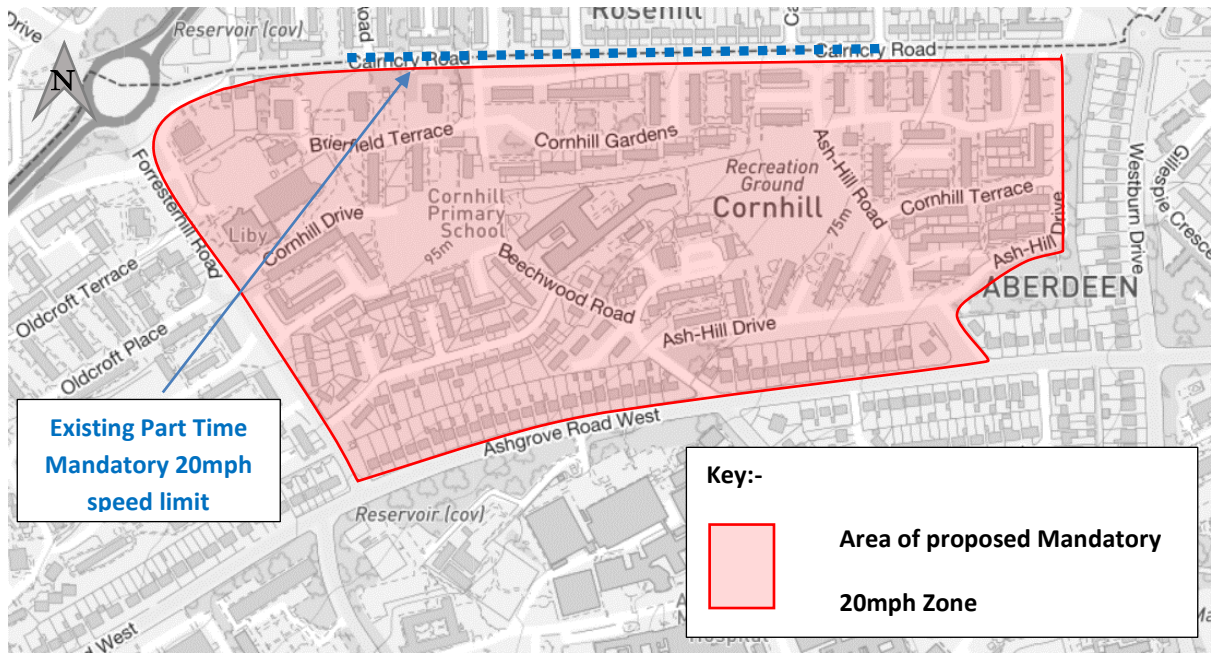 Reservoir (cov)
Road
Rosehill
Drive
Cairncry Road
Cairncry Road
N
Brierfield Terrace
Cornhill Gardens
Ash-Hill Road
Westburn Drive
Gillespie Crescent
Forresterhill Road
Recreation
Ground
Cornhill
Cornhill
Primary
School
Cornhill Terrace
Liby
Cornhill Drive
95m
75m
Beechwood Road
Ash-Hill Drive
ABERDEEN
Oldcroft Terrace
Oldcroft Place
Ash-Hill Drive
Ashgrove Road West
Existing Part Time
Mandatory 20mph
speed limit
Reservoir (cov)
Key:-
Area of proposed Mandatory
20mph Zone
Road West
Hospital